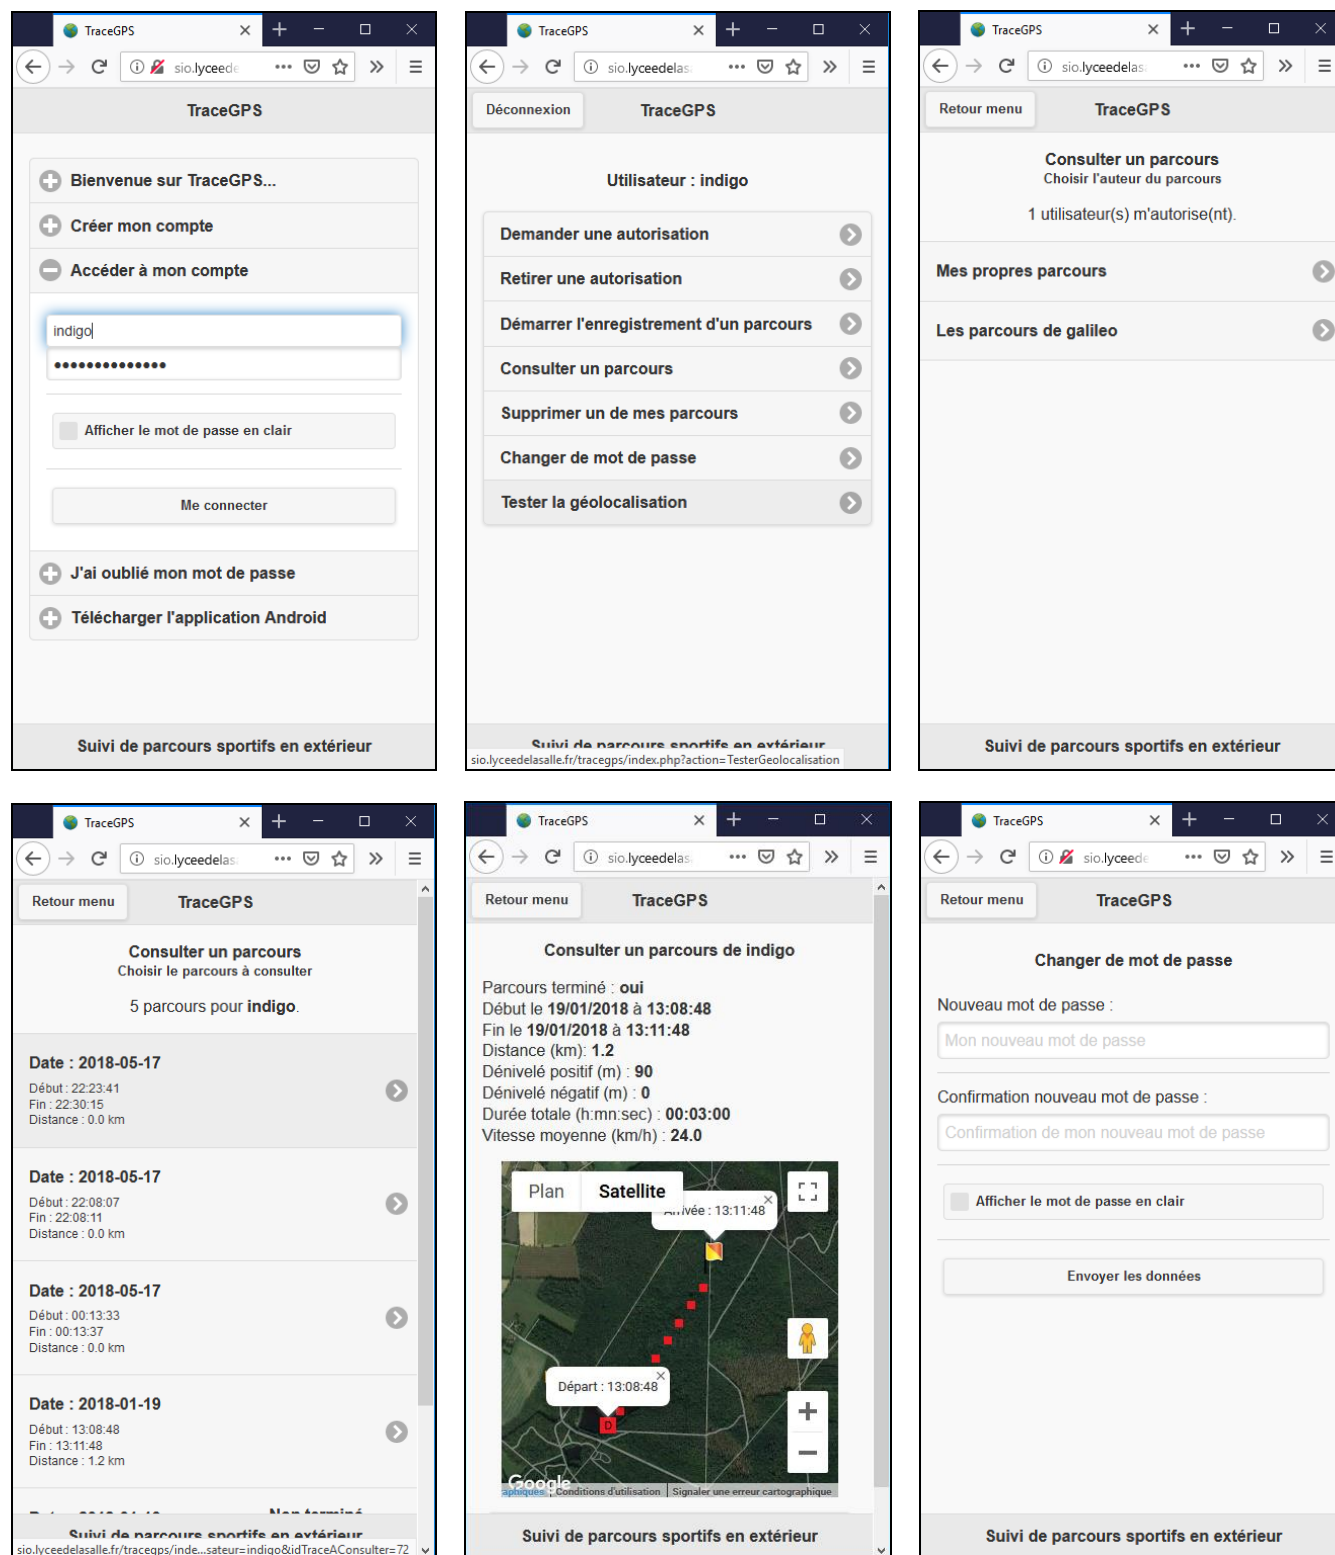 TraceGPS
sio.lyceede
TraceGPS
Bienvenue sur TraceGPS...
Créer mon compte
Accéder à mon compte
indigo
••••••••••••••
Afficher le mot de passe en clair
Me connecter
J'ai oublié mon mot de passe
Télécharger l'application Android
Suivi de parcours sportifs en extérieur
TraceGPS
sio.lyceedelas
Déconnexion
TraceGPS
Utilisateur : indigo
Demander une autorisation
Retirer une autorisation
Démarrer l'enregistrement d'un parcours
Consulter un parcours
Supprimer un de mes parcours
Changer de mot de passe
Tester la géolocalisation
Suivi de parcours sportifs en extérieur
sio.lyceedelasalle.fr/tracegps/index.php?action=TesterGeolocalisation
TraceGPS
sio.lyceedelas
Retour menu
TraceGPS
Consulter un parcours
Choisir l'auteur du parcours
1 utilisateur(s) m'autorise(nt).
Mes propres parcours
Les parcours de galileo
Suivi de parcours sportifs en extérieur
TraceGPS
sio.lyceedelas
Retour menu
TraceGPS
Consulter un parcours
Choisir le parcours à consulter
5 parcours pour indigo.
Date : 2018-05-17
Début : 22:23:41
Fin : 22:30:15
Distance : 0.0 km
Date : 2018-05-17
Début : 22:08:07
Fin : 22:08:11
Distance : 0.0 km
Date : 2018-05-17
Début : 00:13:33
Fin : 00:13:37
Distance : 0.0 km
Date : 2018-01-19
Début : 13:08:48
Fin : 13:11:48
Distance : 1.2 km
Non terminé
Suivi de parcours sportifs en extérieur
sio.lyceedelasalle.fr/tracegps/inde...sateur=indigo&idTraceAConsulter=72
TraceGPS
sio.lyceedelas
Retour menu
TraceGPS
Consulter un parcours de indigo
Parcours terminé : oui
Début le 19/01/2018 à 13:08:48
Fin le 19/01/2018 à 13:11:48
Distance (km): 1.2
Dénivelé positif (m) : 90
Dénivelé négatif (m) : 0
Durée totale (h:mn:sec) : 00:03:00
Vitesse moyenne (km/h) : 24.0
Plan
Satellite
Arrivée : 13:11:48
Départ : 13:08:48
D
Google
aphiques
Conditions d'utilisation
Signaler une erreur cartographique
Suivi de parcours sportifs en extérieur
TraceGPS
sio.lyceede
Retour menu
TraceGPS
Changer de mot de passe
Nouveau mot de passe :
Mon nouveau mot de passe
Confirmation nouveau mot de passe :
Confirmation de mon nouveau mot de passe
Afficher le mot de passe en clair
Envoyer les données
Suivi de parcours sportifs en extérieur